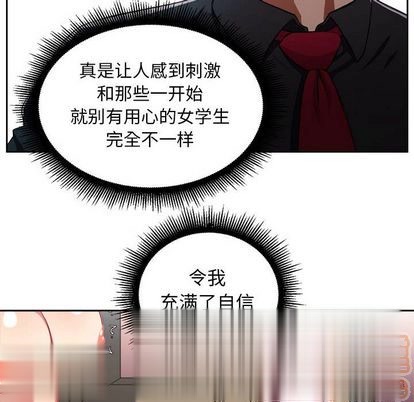 真是让人感到刺激
和那些一开始
就别有用心的女学生
完全不一样
令我
充满了自信